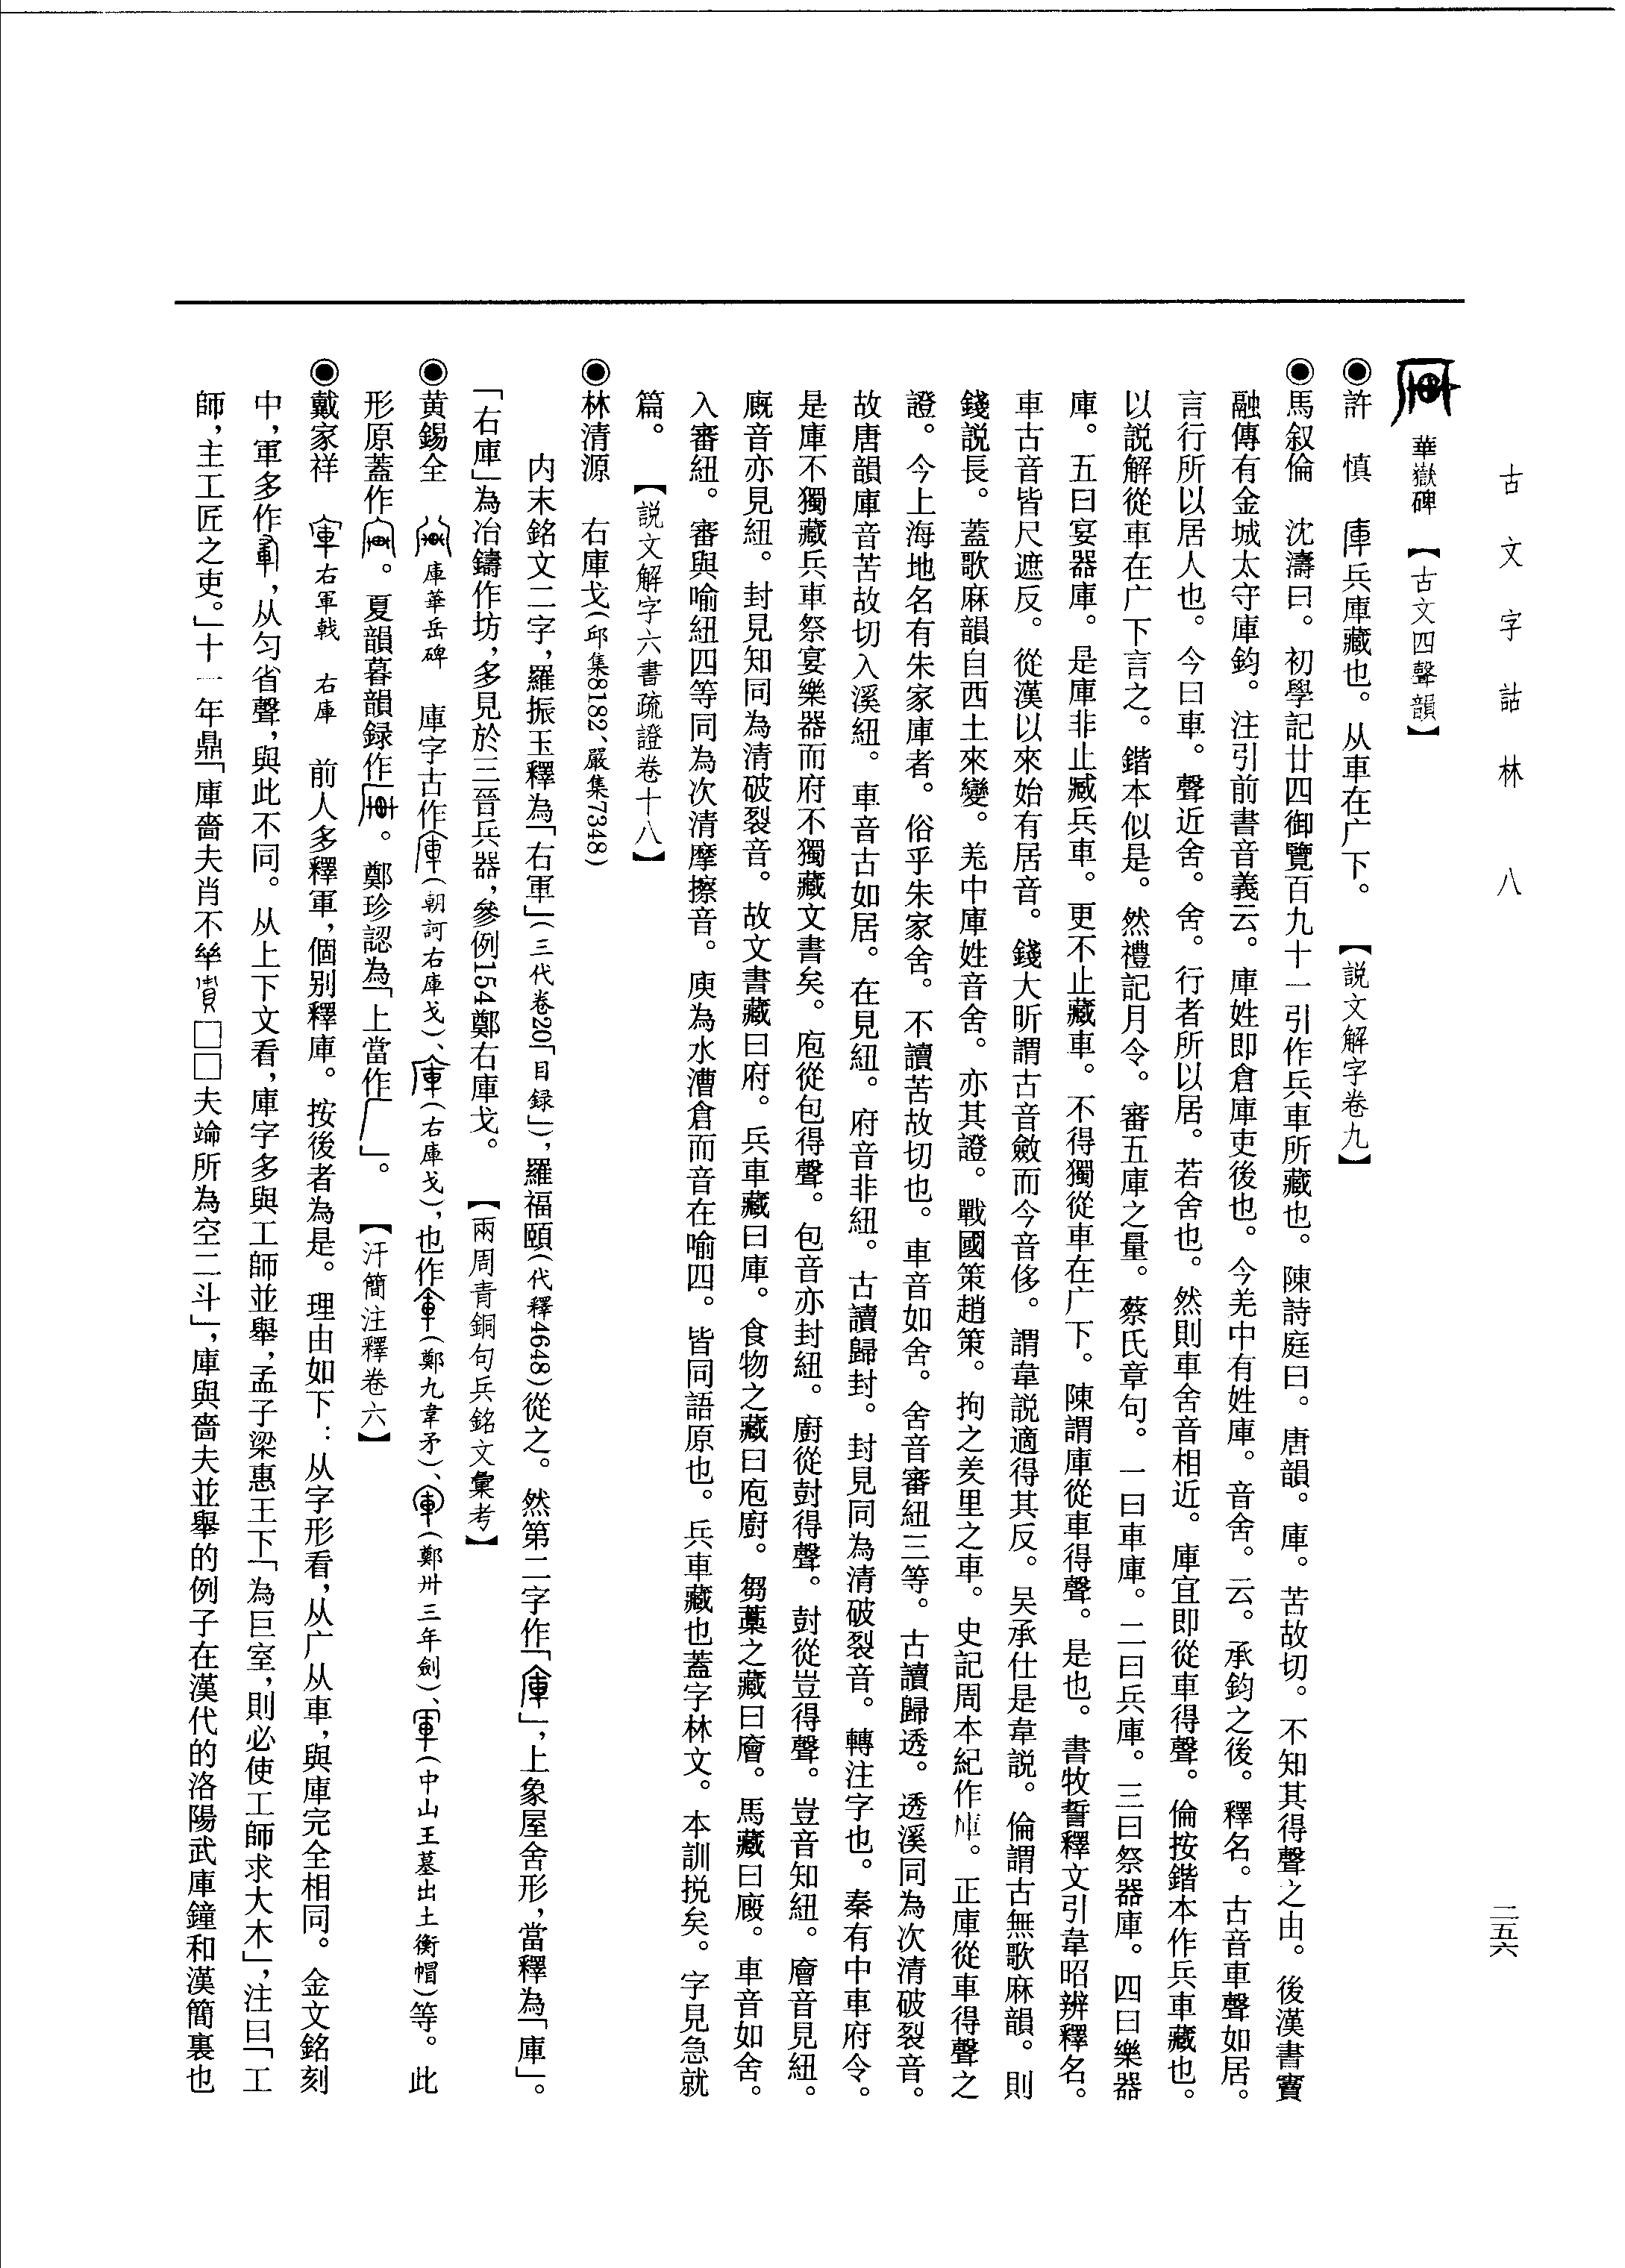 古文字詁林　八
二五六
華嶽碑　【古文四聲韻】
◉許　慎　庫兵庫藏也。从車在广下。　【説文解字卷九】
◉馬叙倫　沈濤曰。初學記廿四御覽百九十一引作兵車所藏也。陳詩庭曰。唐韻。庫。苦故切。不知其得聲之由。後漢書竇
融傳有金城太守庫鈞。注引前書音義云。庫姓即倉庫吏後也。今羌中有姓庫。音舍。云。承鈞之後。釋名。古音車聲如居。
言行所以居人也。今曰車。聲近舍。舍。行者所以居。若舍也。然則車舍音相近。庫宜即從車得聲。倫按鍇本作兵車藏也。
以説解從車在广下言之。鍇本似是。然禮記月令。審五庫之量。蔡氏章句。一曰車庫。二曰兵庫。三曰祭器庫。四曰樂器
庫。五曰宴器庫。是庫非止臧兵車。更不止藏車。不得獨從車在广下。陳謂庫從車得聲。是也。書牧誓釋文引韋昭辨釋名。
車古音皆尺遮反。從漢以來始有居音。錢大昕謂古音斂而今音侈。謂韋説適得其反。吴承仕是韋説。倫謂古無歌麻韻。則
錢説長。蓋歌麻韻自西土來變。羌中庫姓音舍。亦其證。戰國策趙策。拘之羑里之車。史記周本紀作庫。正庫從車得聲之
證。今上海地名有朱家庫者。俗乎朱家舍。不讀苦故切也。車音如舍。舍音審紐三等。古讀歸透。透溪同為次清破裂音。
故唐韻庫音苦故切入溪紐。車音古如居。在見紐。府音非紐。古讀歸封。封見同為清破裂音。轉注字也。秦有中車府令。
是庫不獨藏兵車祭宴樂器而府不獨藏文書矣。庖從包得聲。包音亦封紐。廚從尌得聲。尌從豈得聲。豈音知紐。廥音見紐。
廐音亦見紐。封見知同為清破裂音。故文書藏曰府。兵車藏曰庫。食物之藏曰庖廚。芻藁之藏曰廥。馬藏曰廄。車音如舍。
入審紐。審與喻紐四等同為次清摩擦音。庾為水漕倉而音在喻四。皆同語原也。兵車藏也蓋字林文。本訓挩矣。字見急就
篇。　【説文解字六書疏證卷十八】
◉林清源　右庫戈（邱集8182、嚴集7348）
内末銘文二字，羅振玉釋為「右軍」（三代卷20「目録」），羅福頤（代釋4648）從之。然第二字作「」，上象屋舍形，當釋為「庫」。
「右庫」為冶鑄作坊，多見於三晉兵器，參例154鄭右庫戈。　【兩周青銅句兵銘文彙考】
◉黄錫全　庫華岳碑　庫字古作（朝訶右庫戈）、（右庫戈），也作（鄭九韋矛）、（鄭卅三年劍）、（中山王墓出土衡帽）等。此
形原蓋作。夏韻暮韻録作。鄭珍認為「上當作」。　【汗簡注釋卷六】
◉戴家祥　右軍戟　右庫　前人多釋軍，個别釋庫。按後者為是。理由如下：从字形看，从广从車，與庫完全相同。金文銘刻
中，軍多作，从勻省聲，與此不同。从上下文看，庫字多與工師並舉，孟子梁惠王下「為巨室，則必使工師求大木」，注曰「工
師，主工匠之吏。」十一年鼎「庫嗇夫肖不□□夫㛷所為空二斗」，庫與嗇夫並舉的例子在漢代的洛陽武庫鐘和漢簡裏也